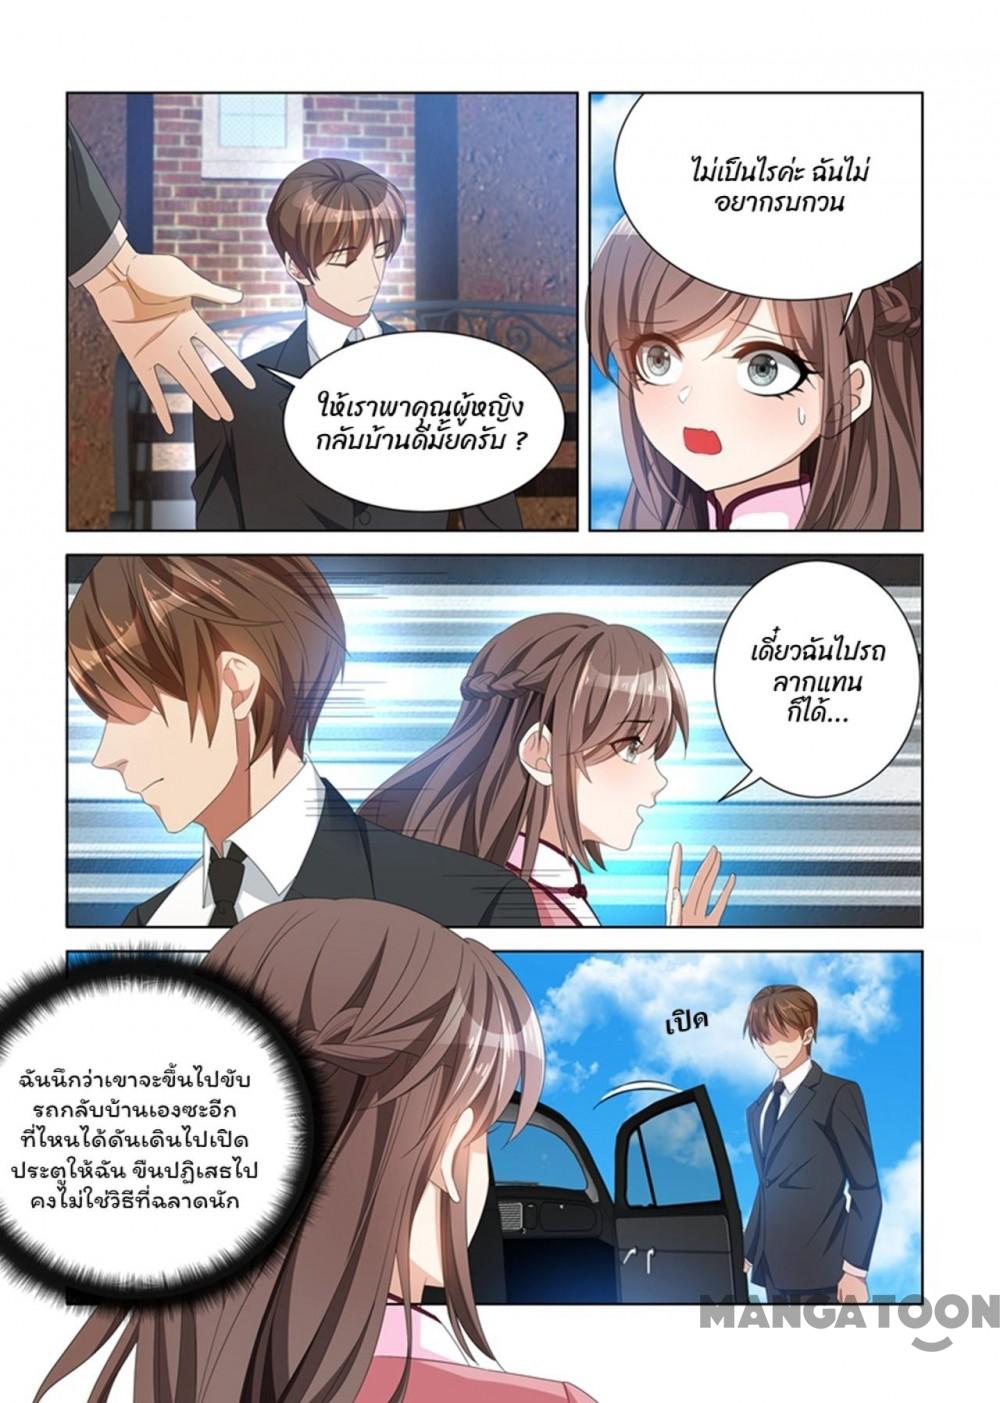 ให้เราพาคุณผู้หญิง
กลับบ้านดีมั้ยครับ ?
ไม่เป็นไรค่ะ ฉันไม่
อยากรบกวน
เดี๋ยวฉันไปรถ
ลากแทน
ก็ได้...
เปิด
ฉันนึกว่าเขาจะขึ้นไปขับ
รถกลับบ้านเองซะอีก
ที่ไหนได้ดันเดินไปเปิด
ประตูให้ฉัน ขืนปฏิเสธไป
คงไม่ใช่วิธีที่ฉลาดนัก
MANGATOON